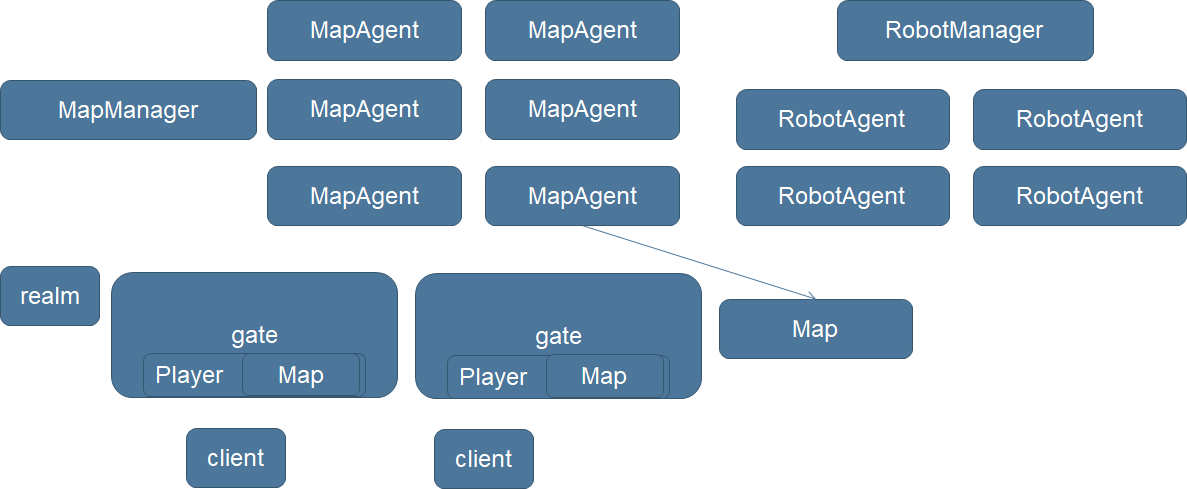 MapAgent
MapAgent
RobotManager
MapManager
MapAgent
MapAgent
RobotAgent
RobotAgent
MapAgent
MapAgent
RobotAgent
RobotAgent
realm
gate
Player
Map
gate
Player
Map
Map
client
client